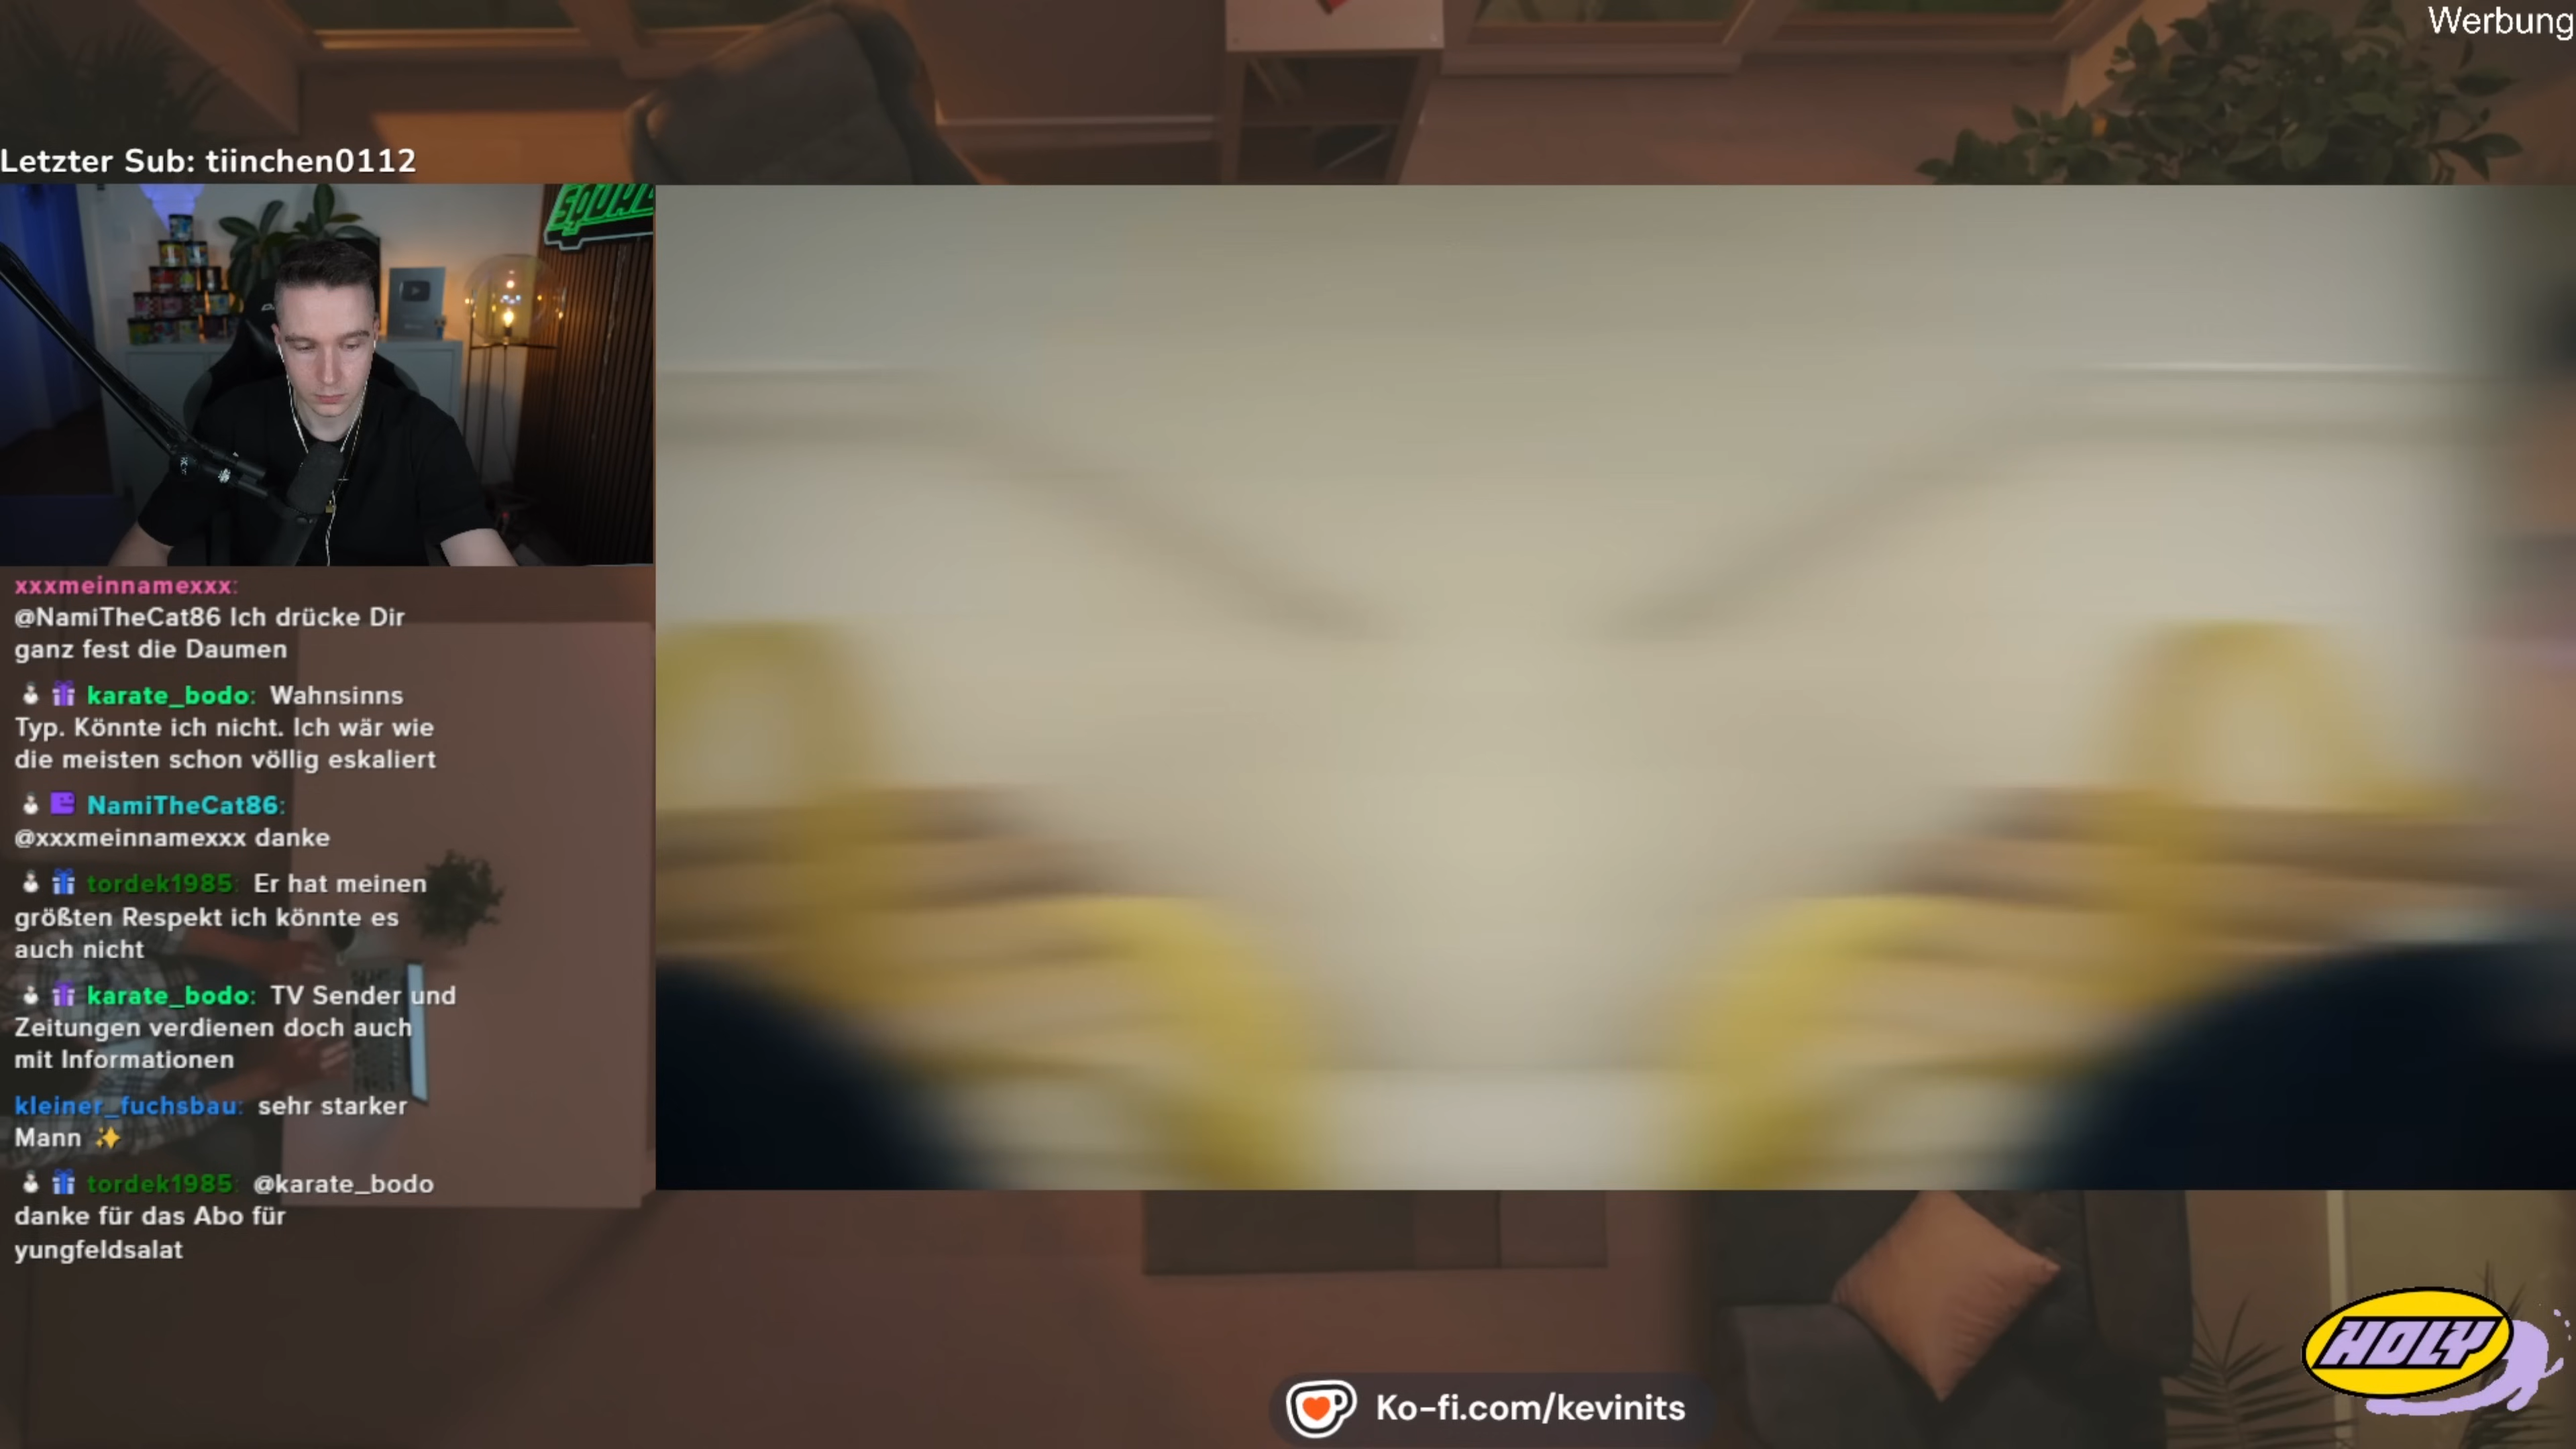 Werbung
Letzter Sub: tiinchen0112
xxxmeinnamexxx:
@NamiTheCat86 Ich drücke Dir
ganz fest die Daumen
karate_bodo: Wahnsinns
Typ. Könnte ich nicht. Ich wär wie
die meisten schon völlig eskaliert
NamiTheCat86:
@xxxmeinnamexxx danke
tordek1985: Er hat meinen
größten Respekt ich könnte es
auch nicht
karate_bodo: TV Sender und
Zeitungen verdienen doch auch
mit Informationen
kleiner_fuchsbau: sehr starker
Mann ✨
tordek1985: @karate_bodo
danke für das Abo für
yungfeldsalat
Ko-fi.com/kevinits
HOLY